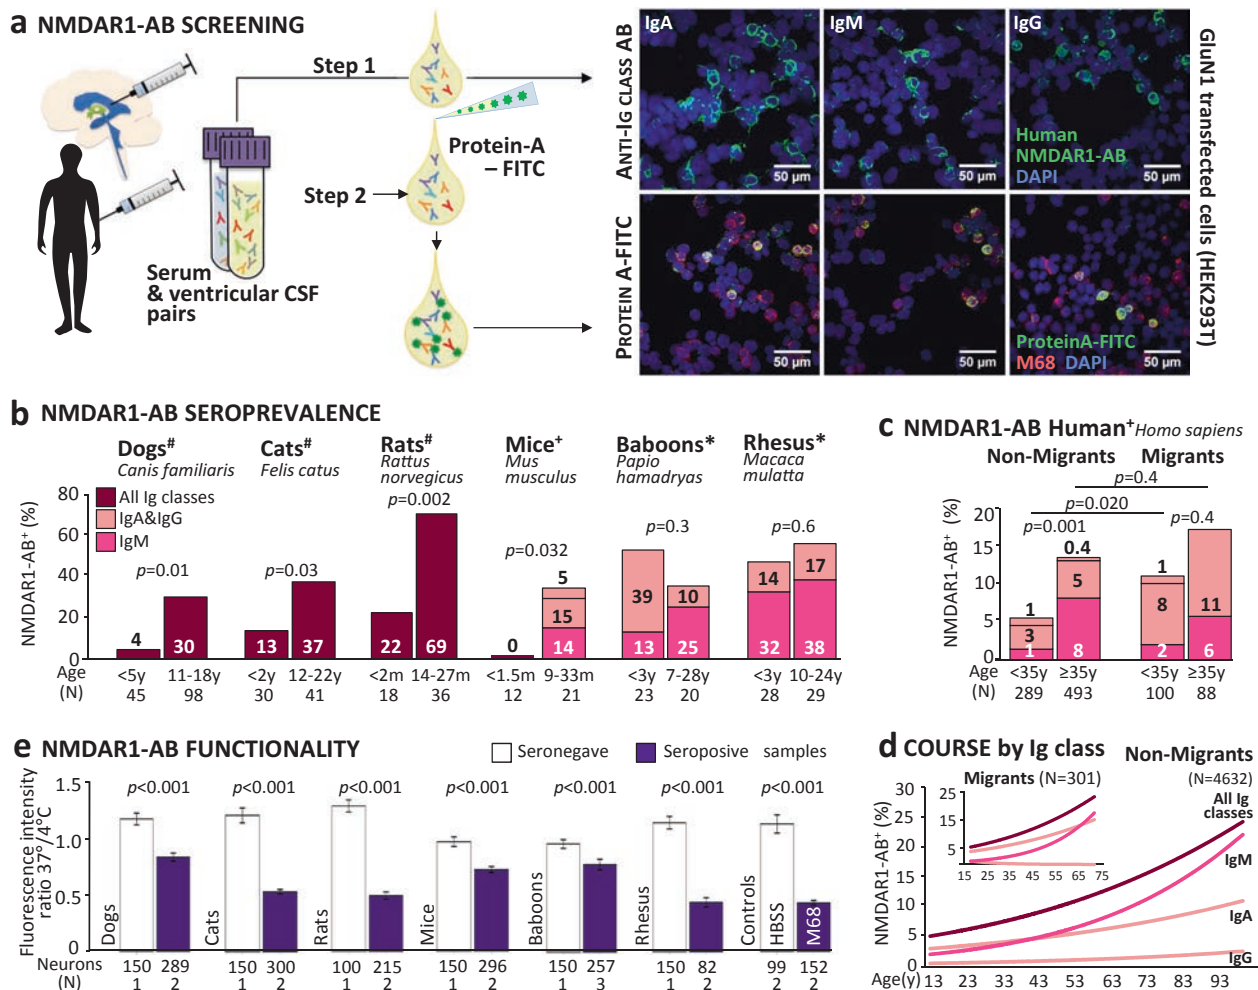 a NMDAR1-AB SCREENING
Step 1
Protein-A
– FITC
Step 2
Serum
& ventricular CSF
pairs
IgA
IgM
IgG
ANTI-IG CLASS AB
Human
NMDAR1-AB
DAPI
50 µm
50 µm
50 µm
PROTEIN A-FITC
ProteinA-FITC
M68 DAPI
50 µm
50 µm
50 µm
GluN1 transfected cells (HEK293T)
b NMDAR1-AB SEROPREVALENCE
Dogs# Cats# Rats# Mice+ Baboons* Rhesus*
Canis familiaris Felis catus Rattus norvegicus Mus musculus Papio hamadryas Macaca mulatta
NMDAR1-AB+ (%)
80
60
40
20
0
All Ig classes
IgA&IgG
IgM
p=0.01 p=0.03 p=0.002 p=0.032 p=0.3 p=0.6
4 30 13 37 22 69 0 5 15 14 39 13 10 25 14 32 17 38
Age <5y 11-18y <2y 12-22y <2m 14-27m <1.5m 9-33m <3y 7-28y <3y 10-24y
(N) 45 98 30 41 18 36 12 21 23 20 28 29
c NMDAR1-AB Human+ Homo sapiens
Non-Migrants Migrants
p=0.4
p=0.020
p=0.001 p=0.4
NMDAR1-AB+ (%)
20
15
10
5
0
1 3 1 0.4 5 8 1 8 2 11 6
Age <35y ≥35y <35y ≥35y
(N) 289 493 100 88
e NMDAR1-AB FUNCTIONALITY
Seronegave Seroposive samples
Fluorescence intensity
ratio 37°/4°C
1.5
1.0
0.5
0
p<0.001 p<0.001 p<0.001 p<0.001 p<0.001 p<0.001 p<0.001
Dogs Cats Rats Mice Baboons Rhesus Controls HBSS M68
Neurons 150 289 150 300 100 215 150 296 150 257 150 82 99 152
(N) 1 2 1 2 1 2 1 2 1 3 1 2 2 2
d COURSE by Ig class
Non-Migrants
(N=4632)
Migrants (N=301)
25
15
5
15 25 35 45 55 65 75
NMDAR1-AB+ (%)
30
25
20
15
10
5
0
All Ig
classes
IgM
IgA
IgG
Age(y) 13 23 33 43 53 63 73 83 93